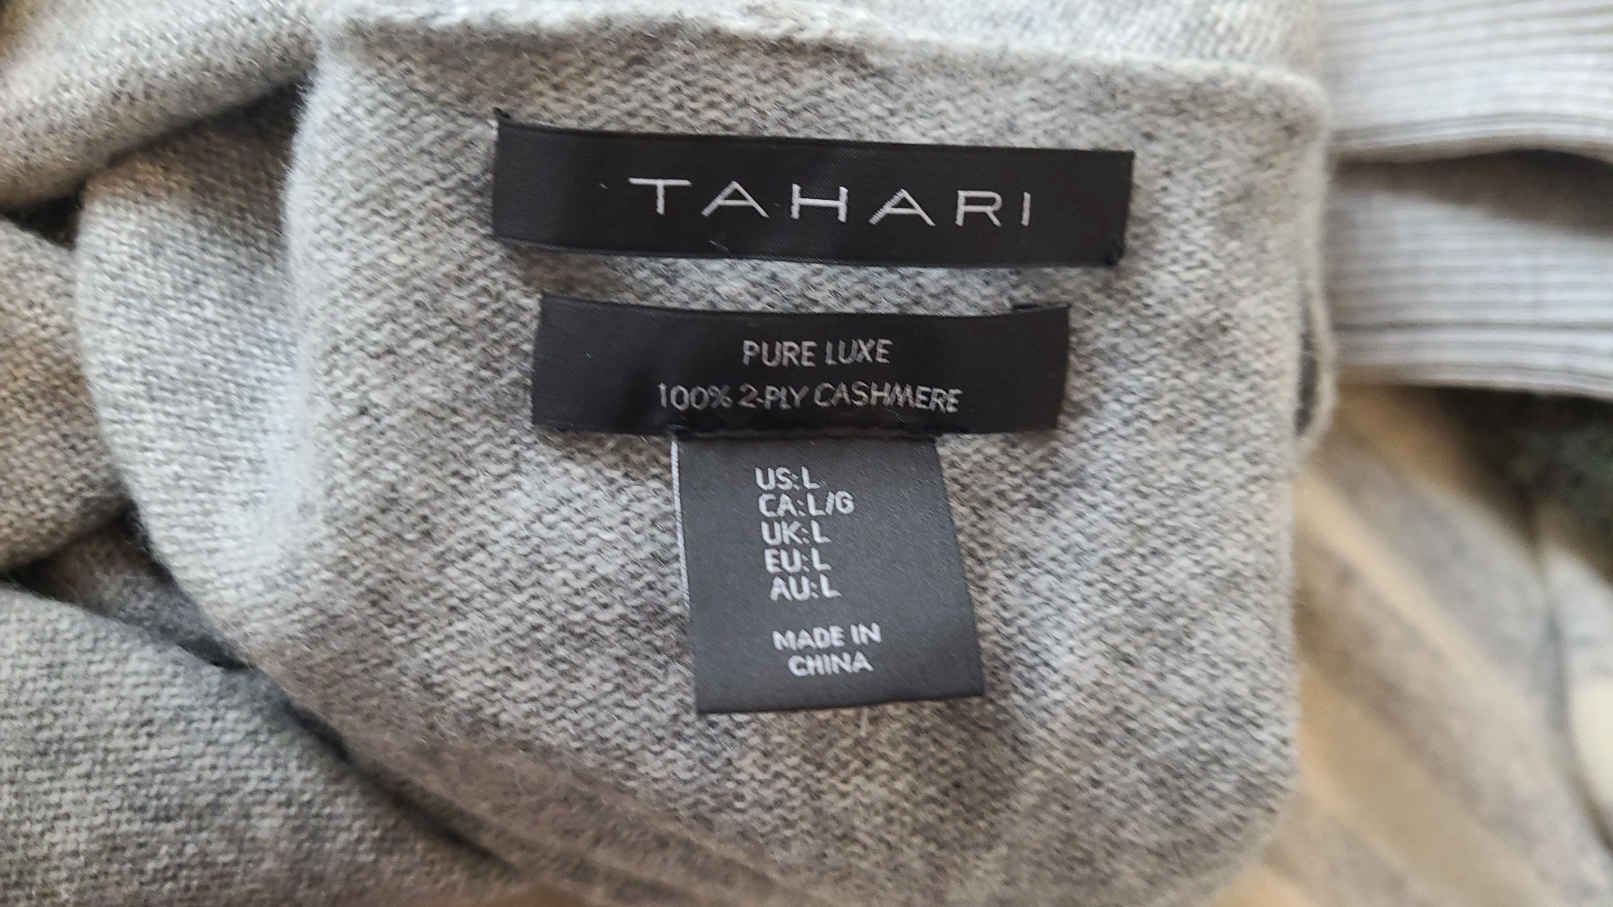 TAHARI
PURE LUXE
100% 2-PLY CASHMERE
US: L
CA: L/G
UK: L
EU: L
AU: L
MADE IN
CHINA